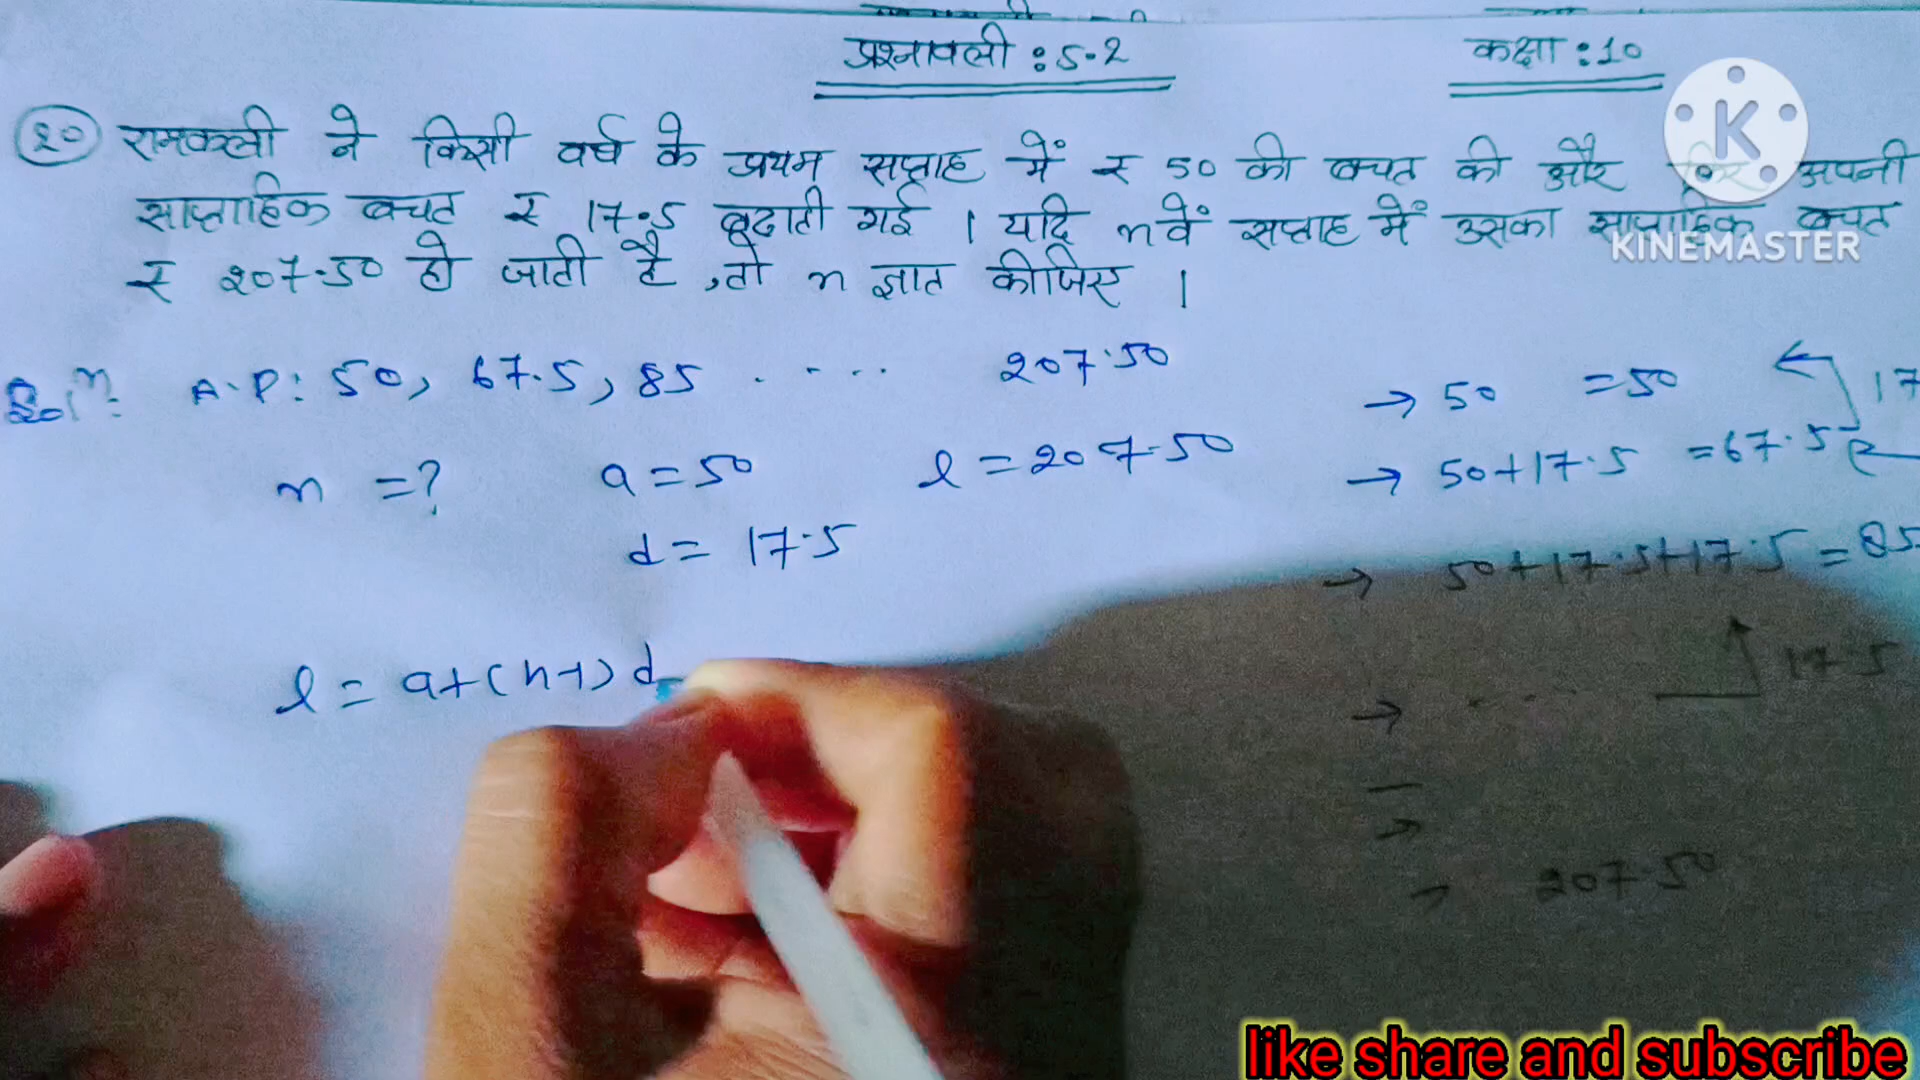 प्रश्नावली : 5.2
कक्षा : 10
20 रामकली ने किसी वर्ष के प्रथम सप्ताह में ₹ 50 की बचत की और फिर अपनी
साप्ताहिक बचत ₹ 17.5 बढ़ाती गई । यदि n वें सप्ताह में उसका साप्ताहिक बचत
₹ 207.50 हो जाती है , तो n ज्ञात कीजिए ।
KINEMASTER
Solⁿ: A.P: 50, 67.5, 85 . . . . 207.50
n = ? a = 50 l = 207.50
d = 17.5
l = a+(n-1)d
→ 50 = 50
17
→ 50+17.5 = 67.5
→ 50+17.5+17.5 = 85
17.5
→ . . . . .
→
→ 207.50
like share and subscribe